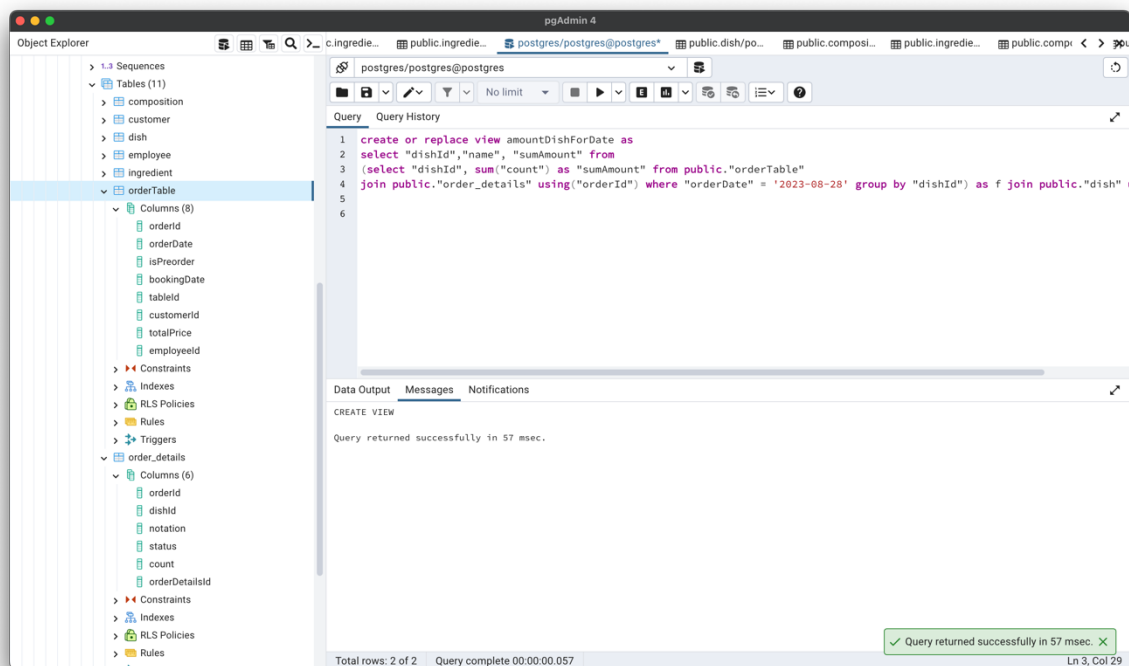 pgAdmin 4
Object Explorer
c.ingredie...
public.ingredie...
postgres/postgres@postgres*
public.dish/po...
public.composi...
public.ingredie...
public.compo
postgres/postgres@postgres
No limit
Query
Query History
1 create or replace view amountDishForDate as
2 select "dishId","name", "sumAmount" from
3 (select "dishId", sum("count") as "sumAmount" from public."orderTable"
4 join public."order_details" using("orderId") where "orderDate" = '2023-08-28' group by "dishId") as f join public."dish"
5
6
1..3 Sequences
Tables (11)
composition
customer
dish
employee
ingredient
orderTable
Columns (8)
orderId
orderDate
isPreorder
bookingDate
tableId
customerId
totalPrice
employeeId
Constraints
Indexes
RLS Policies
Rules
Triggers
order_details
Columns (6)
orderId
dishId
notation
status
count
orderDetailsId
Constraints
Indexes
RLS Policies
Rules
Data Output
Messages
Notifications
CREATE VIEW
Query returned successfully in 57 msec.
Query returned successfully in 57 msec.
Total rows: 2 of 2
Query complete 00:00:00.057
Ln 3, Col 29